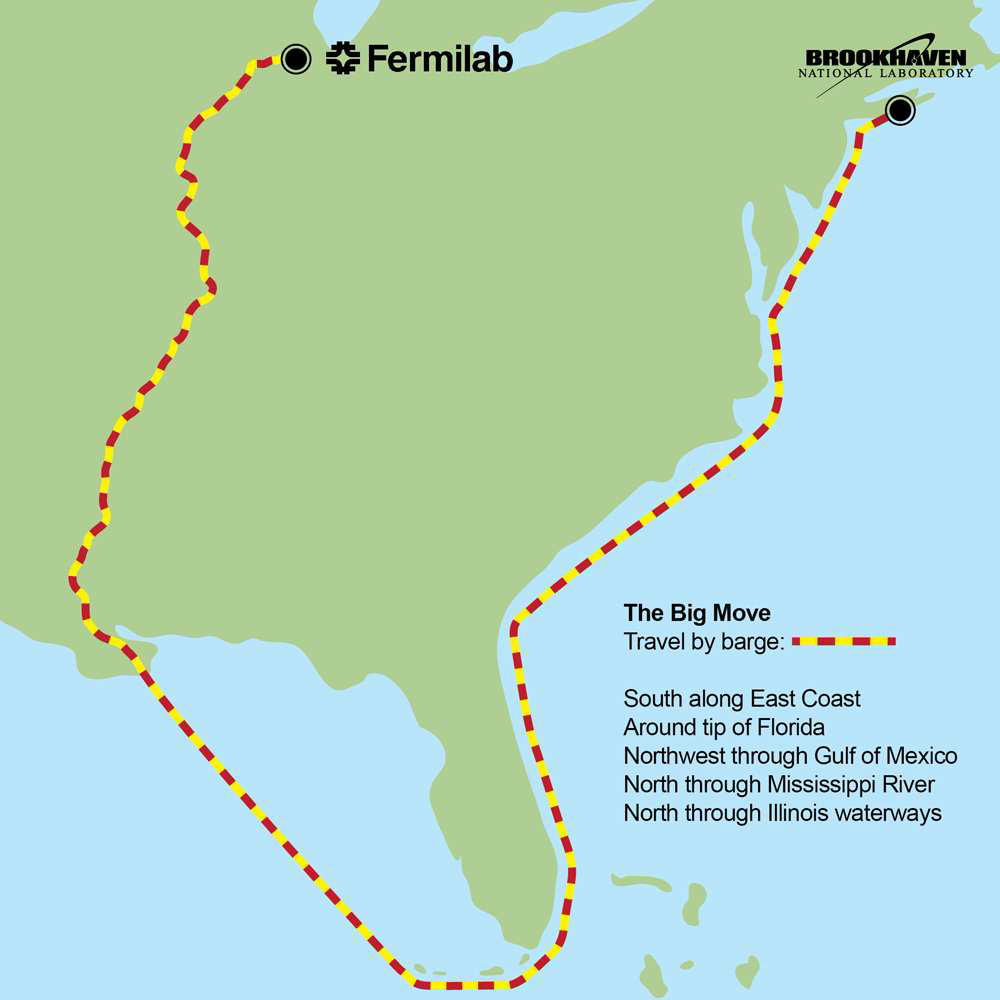 Fermilab
BROOKHAVEN
NATIONAL LABORATORY
The Big Move
Travel by barge:
South along East Coast
Around tip of Florida
Northwest through Gulf of Mexico
North through Mississippi River
North through Illinois waterways